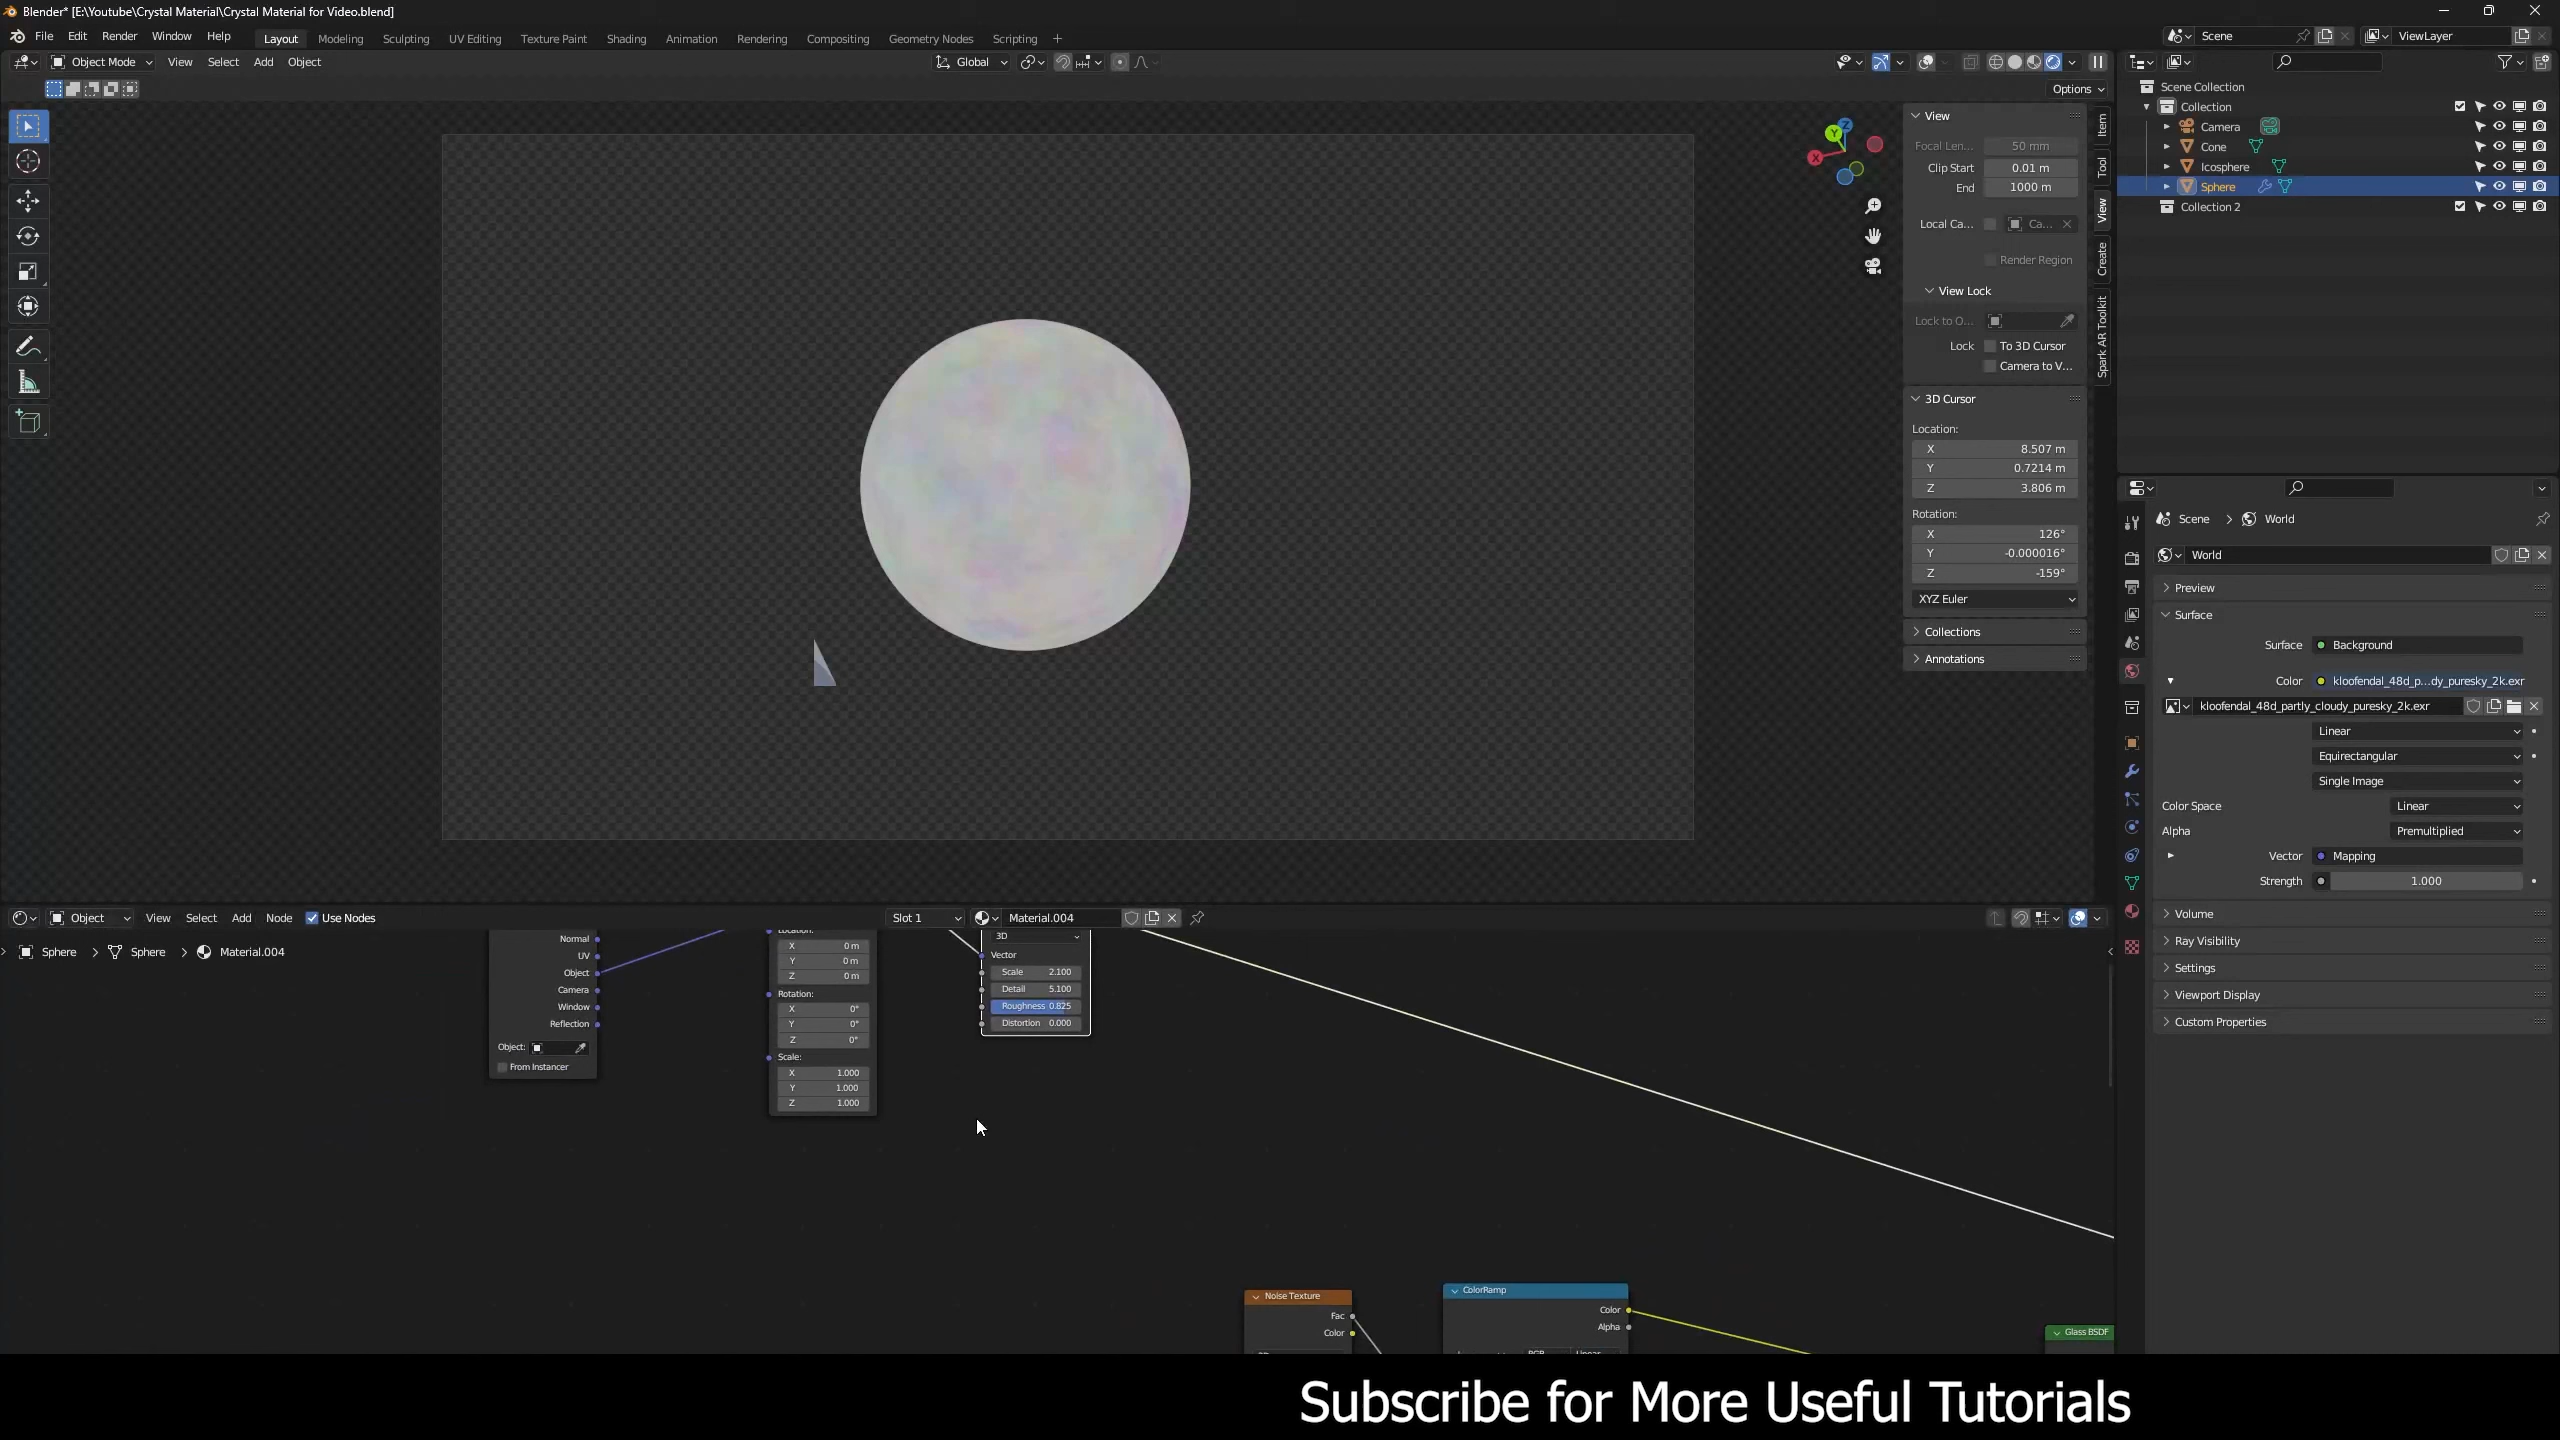 Blender* [E:\Youtube\Crystal Material\Crystal Material for Video.blend]
File Edit Render Window Help Layout Modeling Sculpting UV Editing Texture Paint Shading Animation Rendering Compositing Geometry Nodes Scripting + Scene ViewLayer
Object Mode View Select Add Object Global
Options
View
Focal Len... 50 mm
Clip Start 0.01 m
End 1000 m
Local Ca... Ca...
Render Region
View Lock
Lock to O...
Lock To 3D Cursor
Camera to V...
3D Cursor
Location:
X 8.507 m
Y 0.7214 m
Z 3.806 m
Rotation:
X 126°
Y -0.000016°
Z -159°
XYZ Euler
Collections
Annotations
Item
Tool
View
Create
Spark AR Toolkit
X
Y
Z
Scene Collection
Collection
Camera
Cone
Icosphere
Sphere
Collection 2
Scene > World
World
Preview
Surface
Surface Background
Color kloofendal_48d_p...dy_puresky_2k.exr
kloofendal_48d_partly_cloudy_puresky_2k.exr
Linear
Equirectangular
Single Image
Color Space Linear
Alpha Premultiplied
Vector Mapping
Strength 1.000
Volume
Ray Visibility
Settings
Viewport Display
Custom Properties
Object View Select Add Node Use Nodes Slot 1 Material.004
Sphere > Sphere > Material.004
Normal
UV
Object
Camera
Window
Reflection
Object:
From Instancer
Location:
X 0 m
Y 0 m
Z 0 m
Rotation:
X 0°
Y 0°
Z 0°
Scale:
X 1.000
Y 1.000
Z 1.000
3D
Vector
Scale 2.100
Detail 5.100
Roughness 0.825
Distortion 0.000
Noise Texture
Fac
Color
ColorRamp
Color
Alpha
RGB Linear
Glass BSDF
Subscribe for More Useful Tutorials